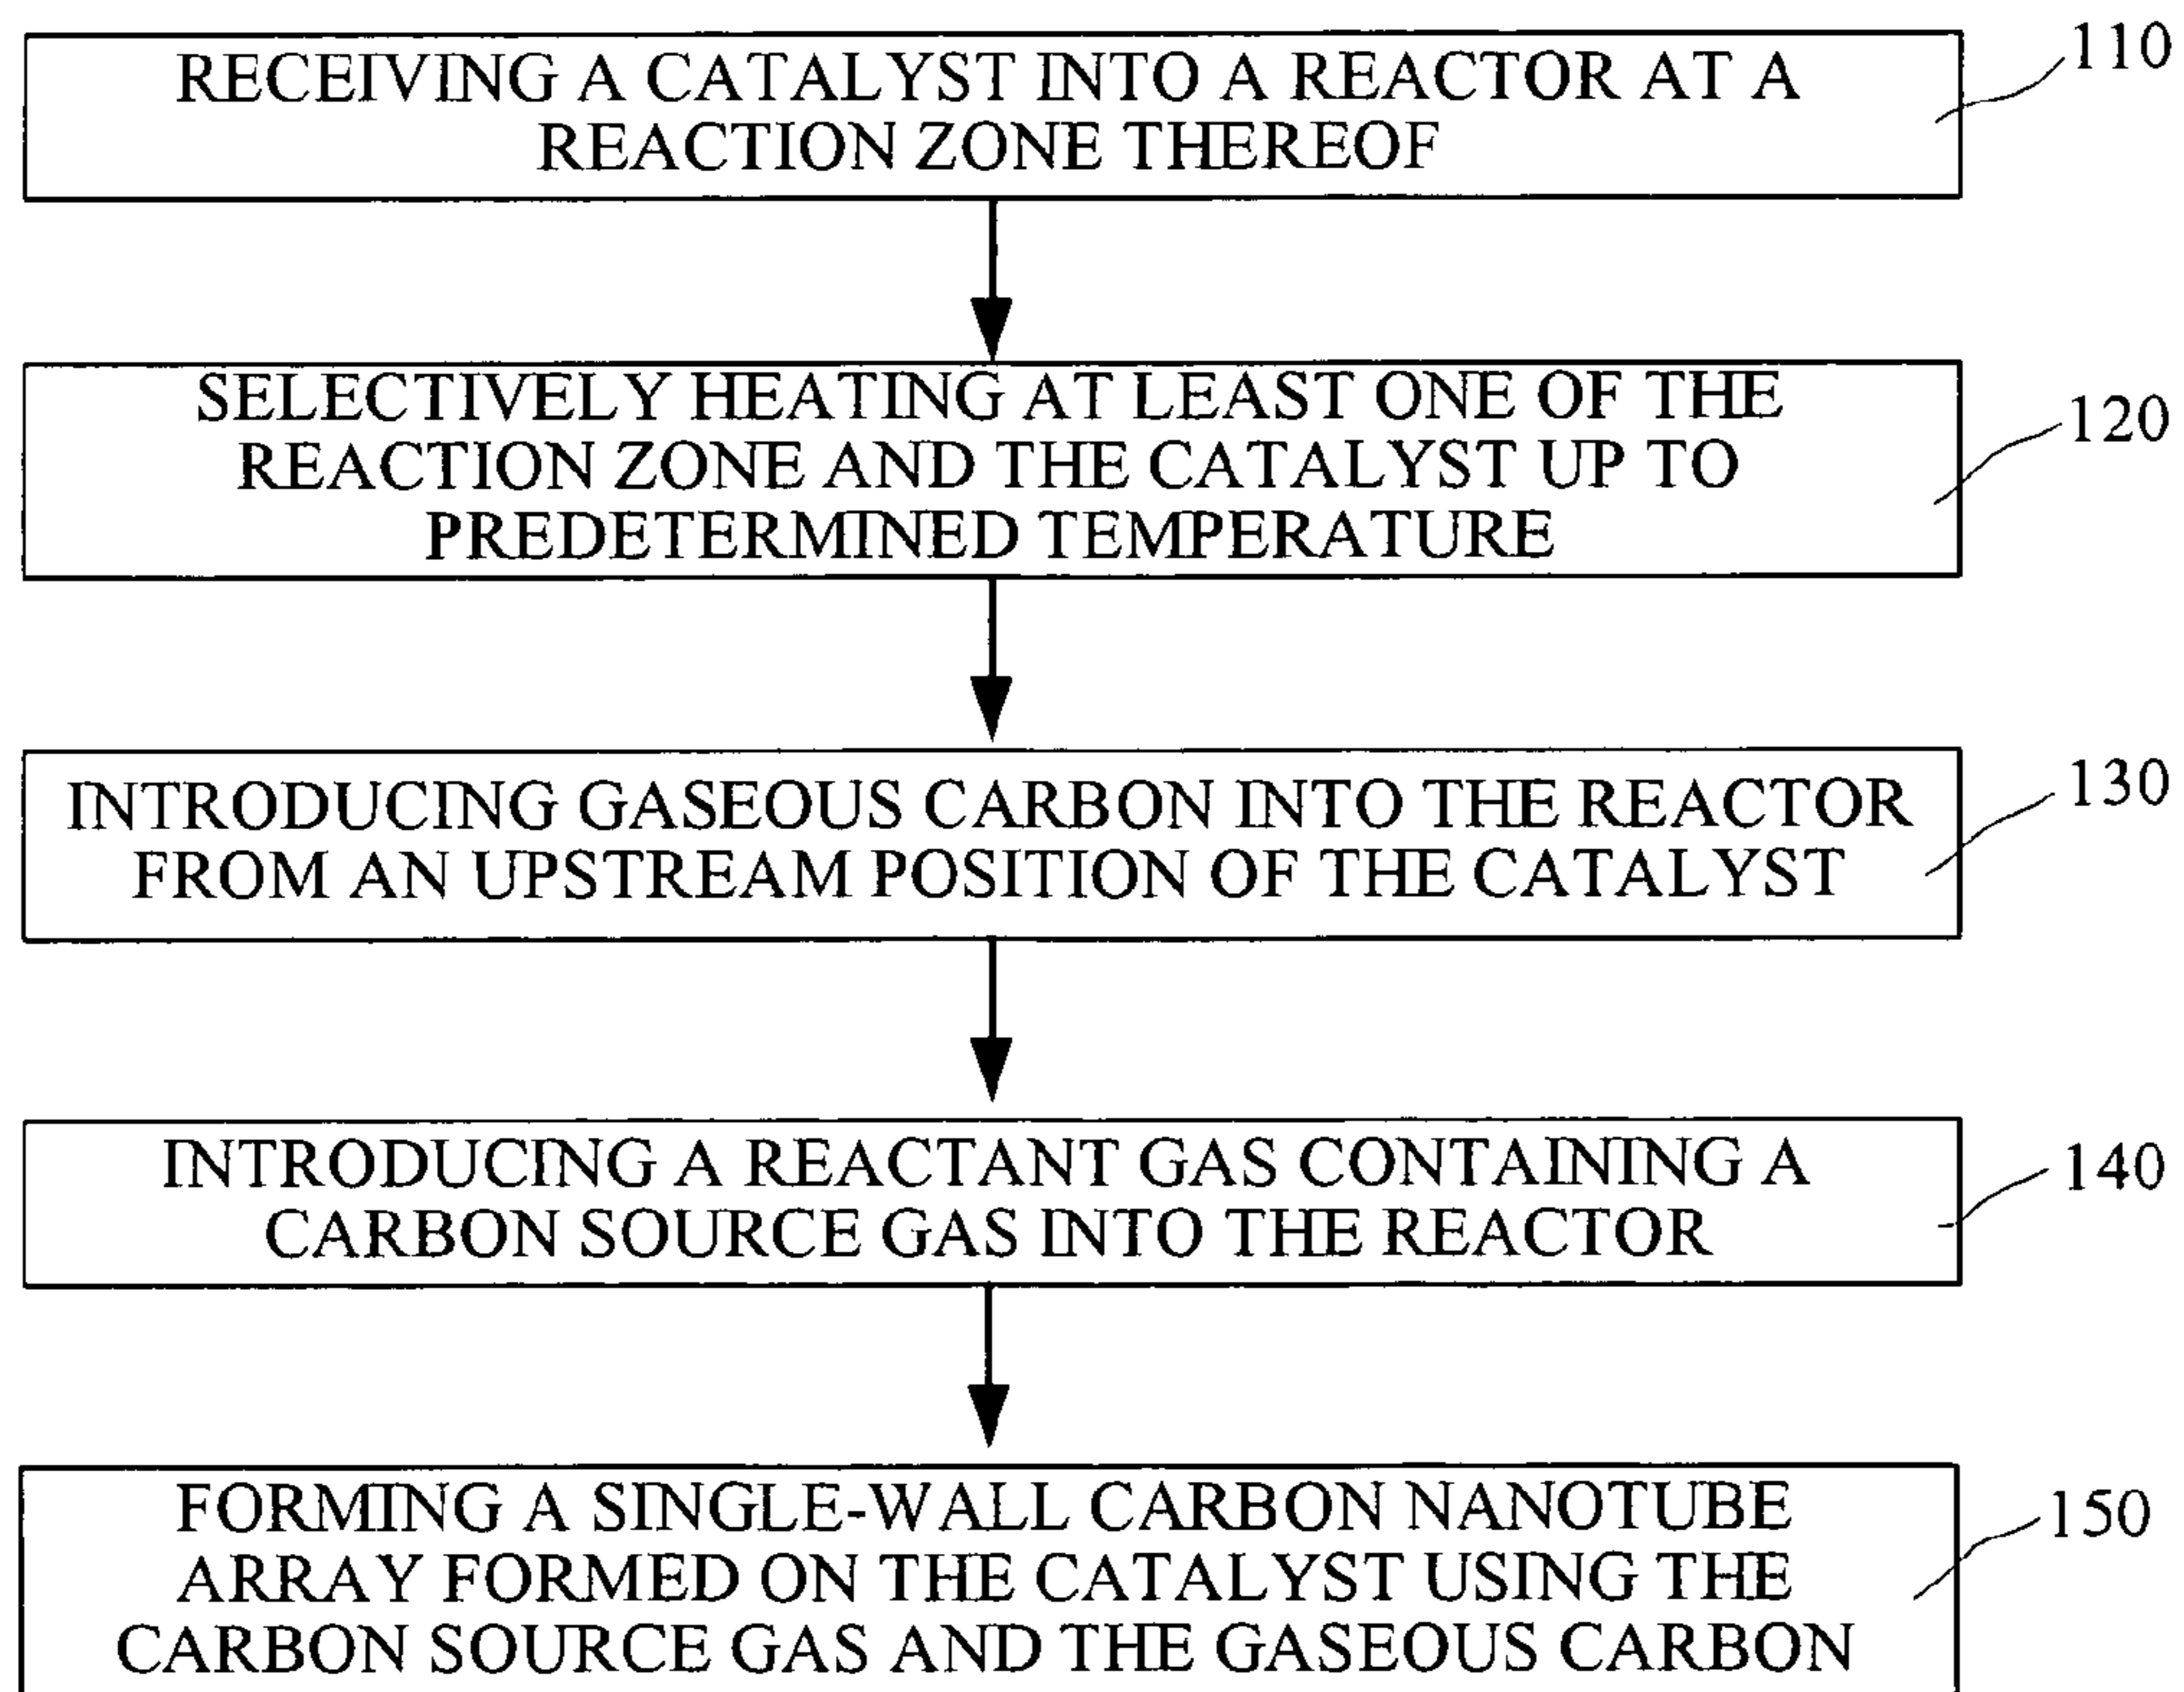 RECEIVING A CATALYST INTO A REACTOR AT A
REACTION ZONE THEREOF
110
SELECTIVELY HEATING AT LEAST ONE OF THE
REACTION ZONE AND THE CATALYST UP TO
PREDETERMINED TEMPERATURE
120
INTRODUCING GASEOUS CARBON INTO THE REACTOR
FROM AN UPSTREAM POSITION OF THE CATALYST
130
INTRODUCING A REACTANT GAS CONTAINING A
CARBON SOURCE GAS INTO THE REACTOR
140
FORMING A SINGLE-WALL CARBON NANOTUBE
ARRAY FORMED ON THE CATALYST USING THE
CARBON SOURCE GAS AND THE GASEOUS CARBON
150